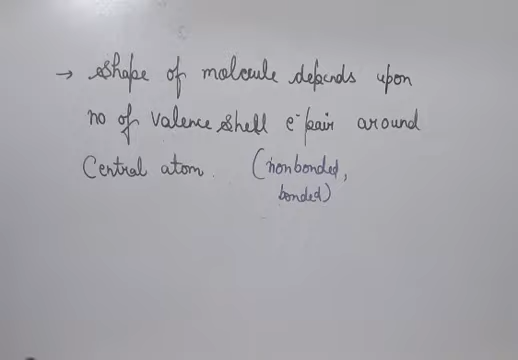 → shape of molecule depends upon
no of valence shell e⁻ pair around
Central atom. (nonbonded,
bonded)